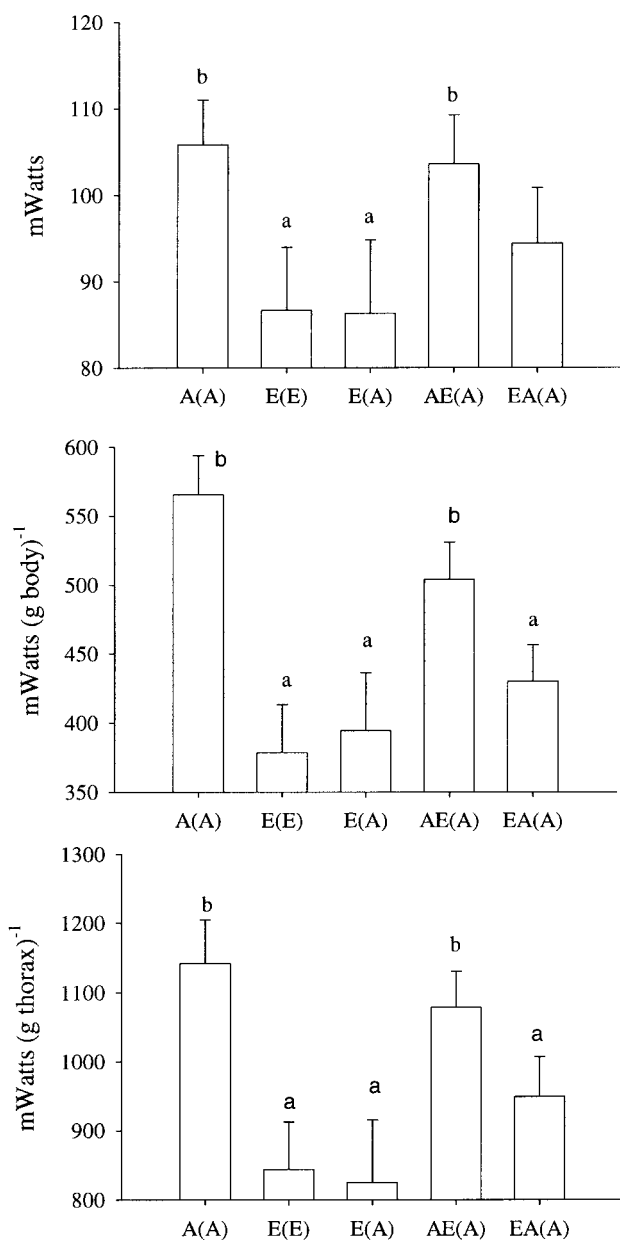 120
110
100
90
80
mWatts
b
a
a
b
A(A) E(E) E(A) AE(A) EA(A)
600
550
500
450
400
350
mWatts (g body)-1
b
a
a
b
a
A(A) E(E) E(A) AE(A) EA(A)
1300
1200
1100
1000
900
800
mWatts (g thorax)-1
b
a
a
b
a
A(A) E(E) E(A) AE(A) EA(A)